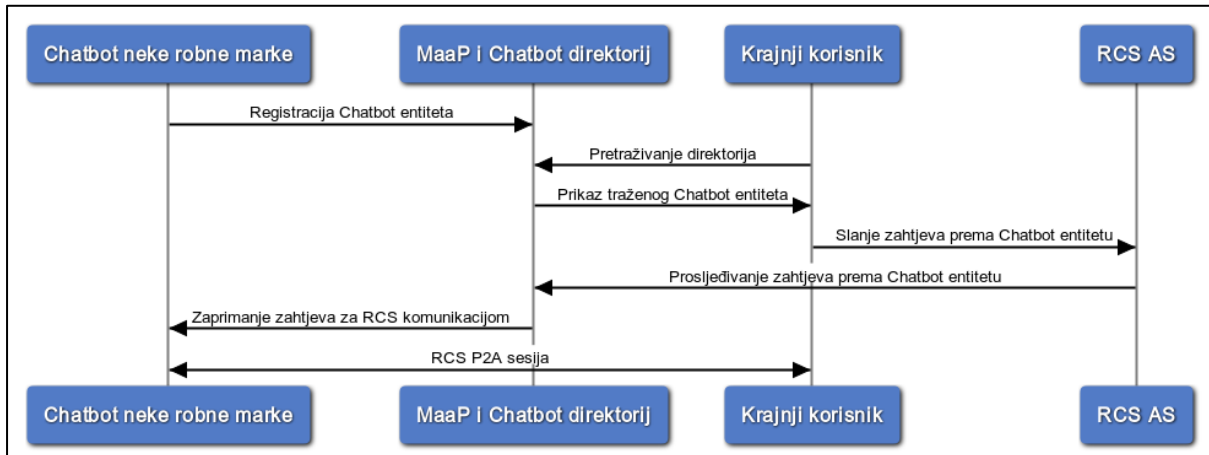 Chatbot neke robne marke
MaaP i Chatbot direktorij
Krajnji korisnik
RCS AS
Registracija Chatbot entiteta
Pretraživanje direktorija
Prikaz traženog Chatbot entiteta
Slanje zahtjeva prema Chatbot entitetu
Prosljeđivanje zahtjeva prema Chatbot entitetu
Zaprimanje zahtjeva za RCS komunikacijom
RCS P2A sesija
Chatbot neke robne marke
MaaP i Chatbot direktorij
Krajnji korisnik
RCS AS